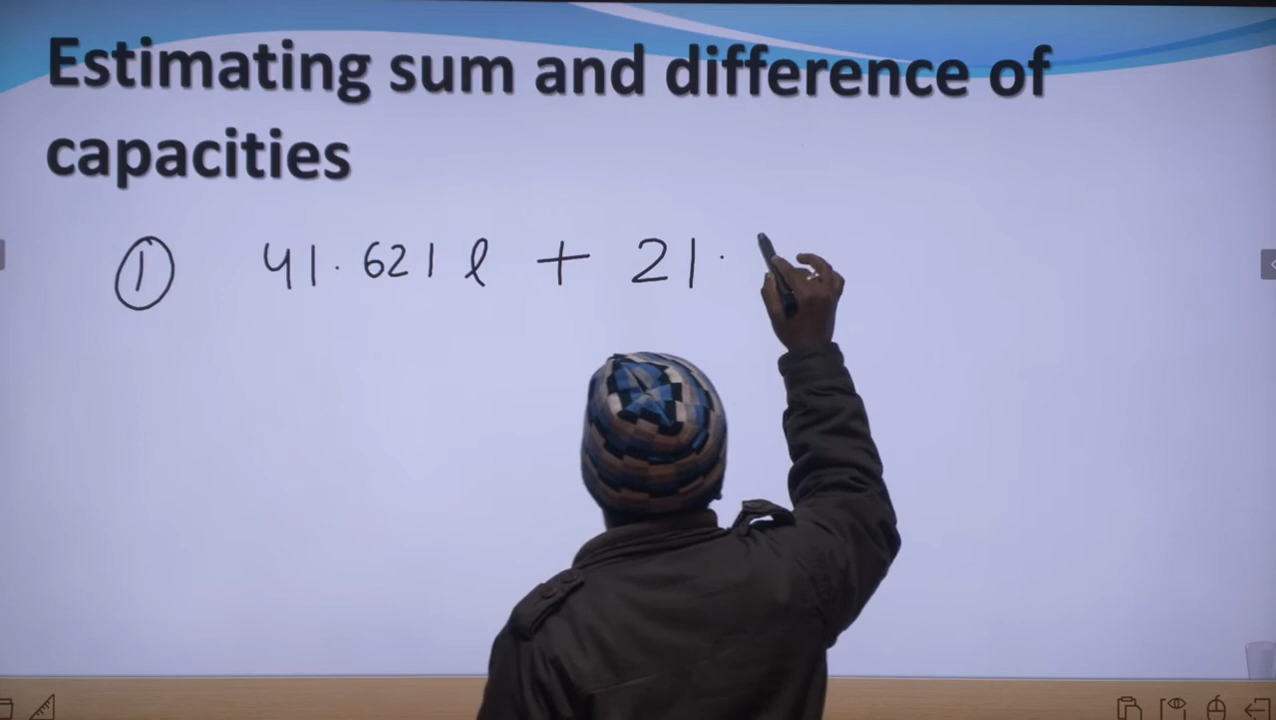 Estimating sum and difference of
capacities
① 41.621 l + 21.